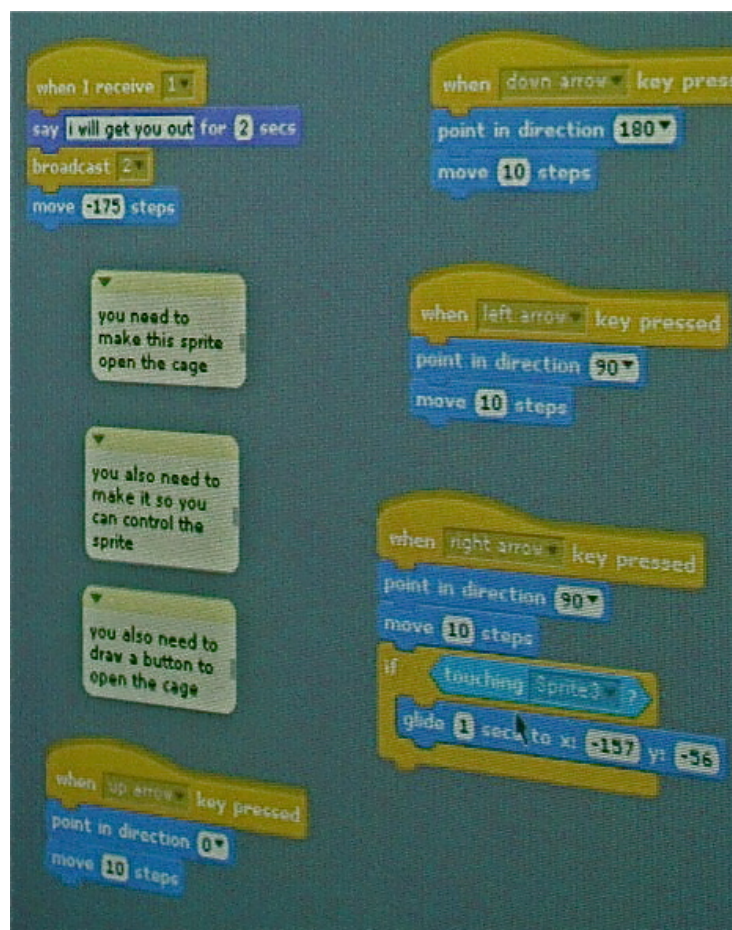 when I receive 1
say i will get you out for 2 secs
broadcast 2
move -175 steps
you need to
make this sprite
open the cage
you also need to
make it so you
can control the
sprite
you also need to
draw a button to
open the cage
when up arrow key pressed
point in direction 0
move 10 steps
when down arrow key press
point in direction 180
move 10 steps
when left arrow key pressed
point in direction 90
move 10 steps
when right arrow key pressed
point in direction 90
move 10 steps
if touching Sprite3 ?
glide 1 secs to x: -157 y: -56